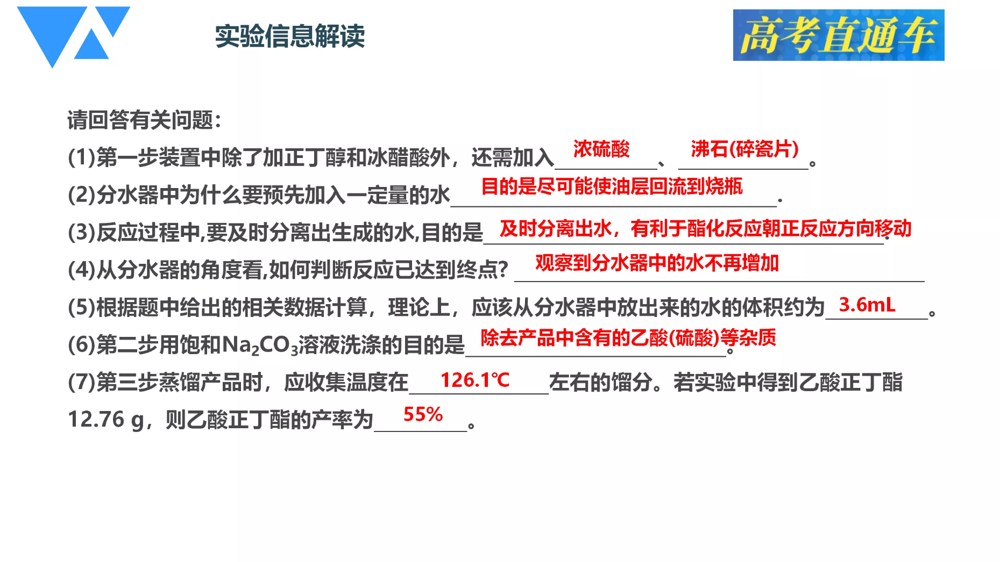 实验信息解读
高考直通车
请回答有关问题：
(1)第一步装置中除了加正丁醇和冰醋酸外，还需加入浓硫酸、沸石(碎瓷片)。
(2)分水器中为什么要预先加入一定量的水目的是尽可能使油层回流到烧瓶.
(3)反应过程中,要及时分离出生成的水,目的是及时分离出水，有利于酯化反应朝正反应方向移动.
(4)从分水器的角度看,如何判断反应已达到终点? 观察到分水器中的水不再增加
(5)根据题中给出的相关数据计算，理论上，应该从分水器中放出来的水的体积约为3.6mL。
(6)第二步用饱和Na₂CO₃溶液洗涤的目的是除去产品中含有的乙酸(硫酸)等杂质。
(7)第三步蒸馏产品时，应收集温度在126.1℃左右的馏分。若实验中得到乙酸正丁酯
12.76 g，则乙酸正丁酯的产率为55%。